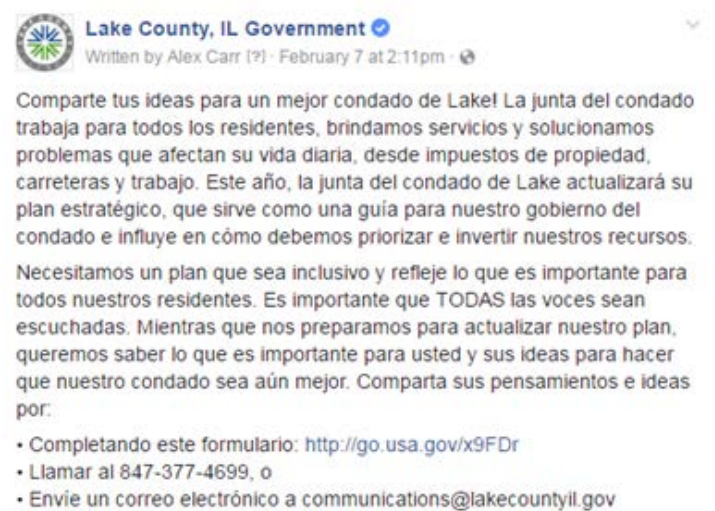 Lake County, IL Government
Written by Alex Carr [?] · February 7 at 2:11pm ·
Comparte tus ideas para un mejor condado de Lake! La junta del condado
trabaja para todos los residentes, brindamos servicios y solucionamos
problemas que afectan su vida diaria, desde impuestos de propiedad,
carreteras y trabajo. Este año, la junta del condado de Lake actualizará su
plan estratégico, que sirve como una guía para nuestro gobierno del
condado e influye en cómo debemos priorizar e invertir nuestros recursos.
Necesitamos un plan que sea inclusivo y refleje lo que es importante para
todos nuestros residentes. Es importante que TODAS las voces sean
escuchadas. Mientras que nos preparamos para actualizar nuestro plan,
queremos saber lo que es importante para usted y sus ideas para hacer
que nuestro condado sea aún mejor. Comparta sus pensamientos e ideas
por:
• Completando este formulario: http://go.usa.gov/x9FDr
• Llamar al 847-377-4699, o
• Envíe un correo electrónico a communications@lakecountyil.gov